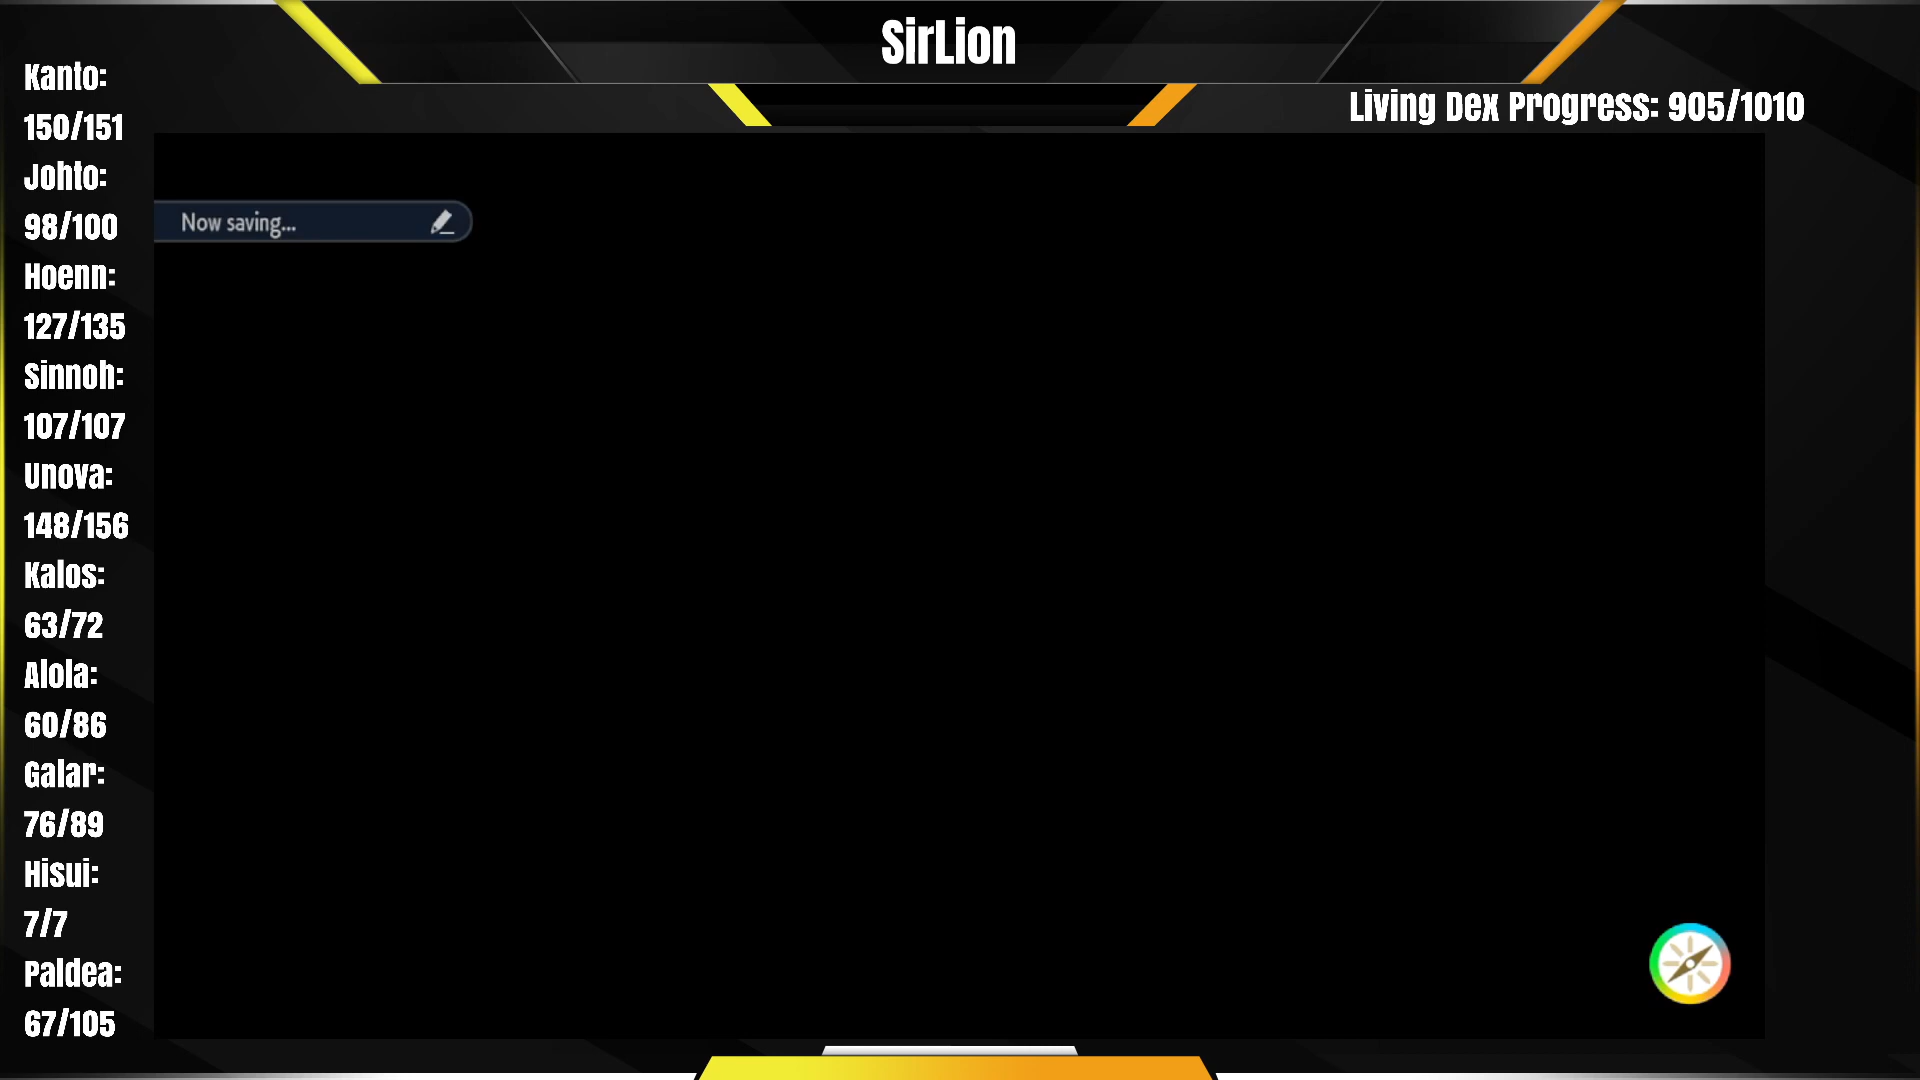 SirLion
Living Dex Progress: 905/1010
Kanto:
150/151
Johto:
98/100
Hoenn:
127/135
Sinnoh:
107/107
Unova:
148/156
Kalos:
63/72
Alola:
60/86
Galar:
76/89
Hisui:
7/7
Paldea:
67/105
Now saving...